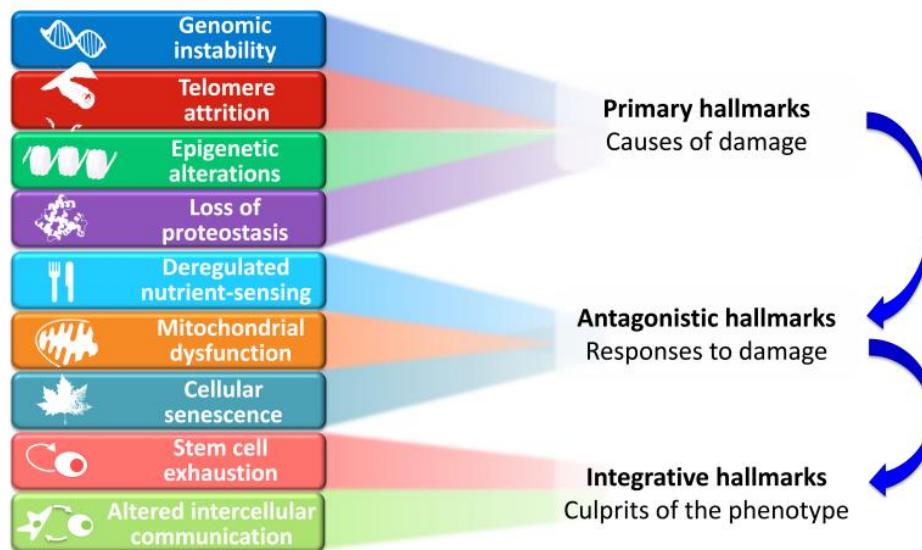 Genomic
instability
Telomere
attrition
Epigenetic
alterations
Loss of
proteostasis
Deregulated
nutrient-sensing
Mitochondrial
dysfunction
Cellular
senescence
Stem cell
exhaustion
Altered intercellular
communication
Primary hallmarks
Causes of damage
Antagonistic hallmarks
Responses to damage
Integrative hallmarks
Culprits of the phenotype